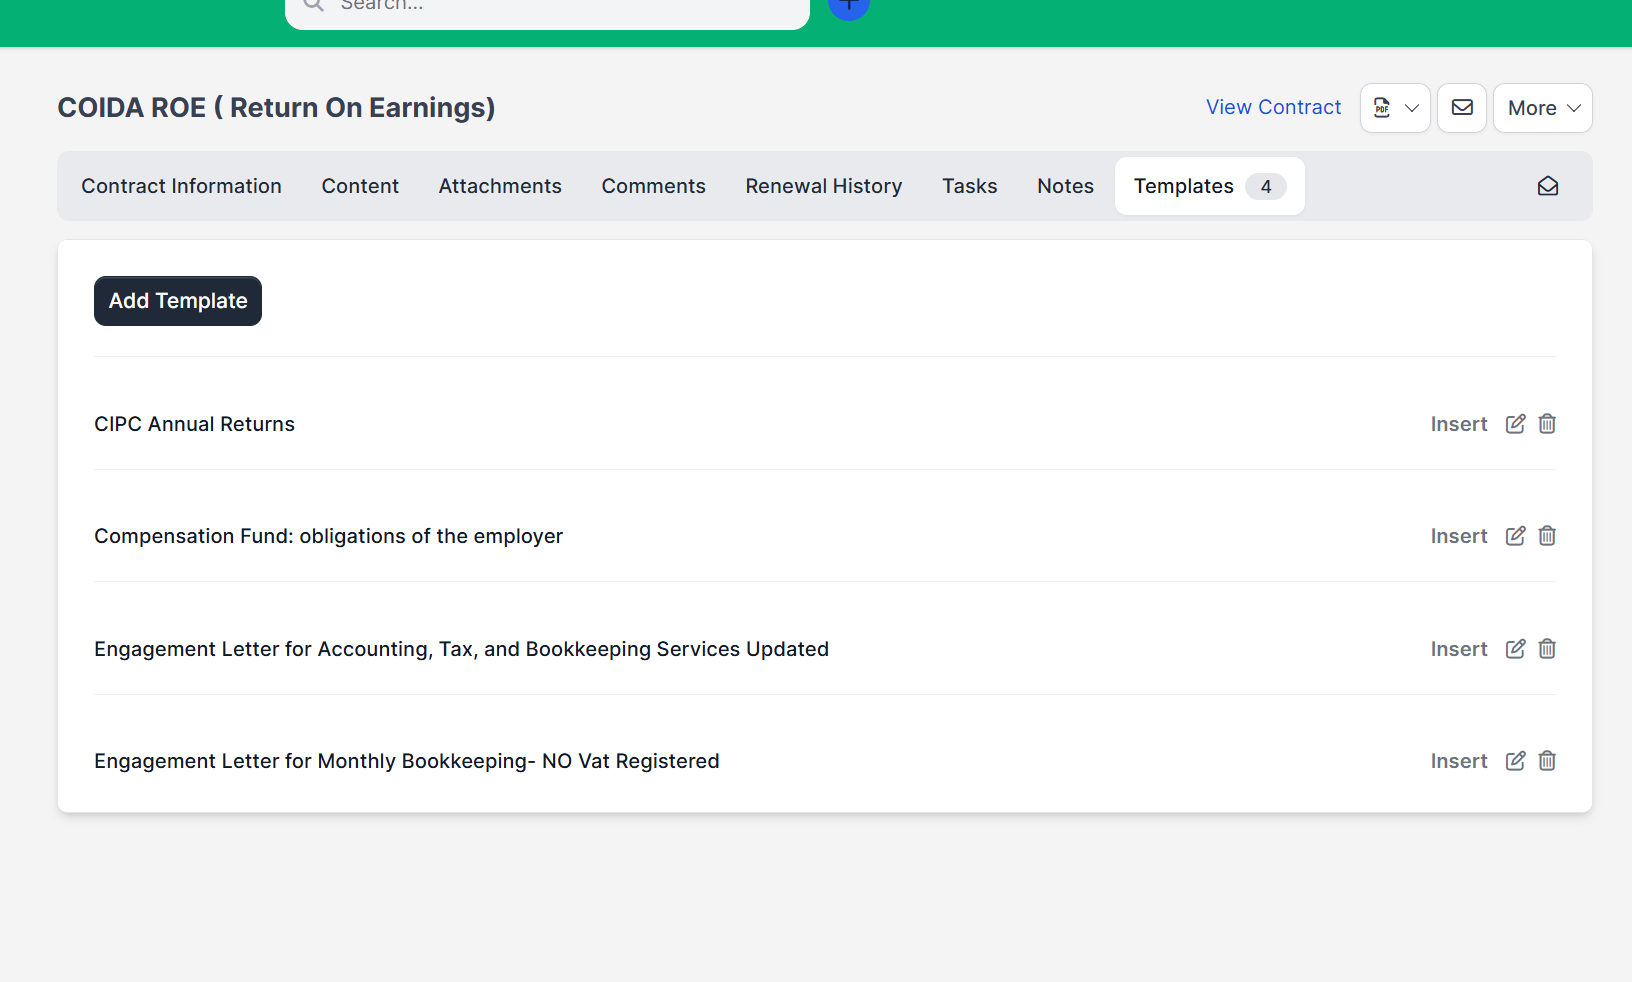 Search...
COIDA ROE ( Return On Earnings)
View Contract
PDF
More
Contract Information
Content
Attachments
Comments
Renewal History
Tasks
Notes
Templates 4
Add Template
CIPC Annual Returns
Insert
Compensation Fund: obligations of the employer
Insert
Engagement Letter for Accounting, Tax, and Bookkeeping Services Updated
Insert
Engagement Letter for Monthly Bookkeeping- NO Vat Registered
Insert